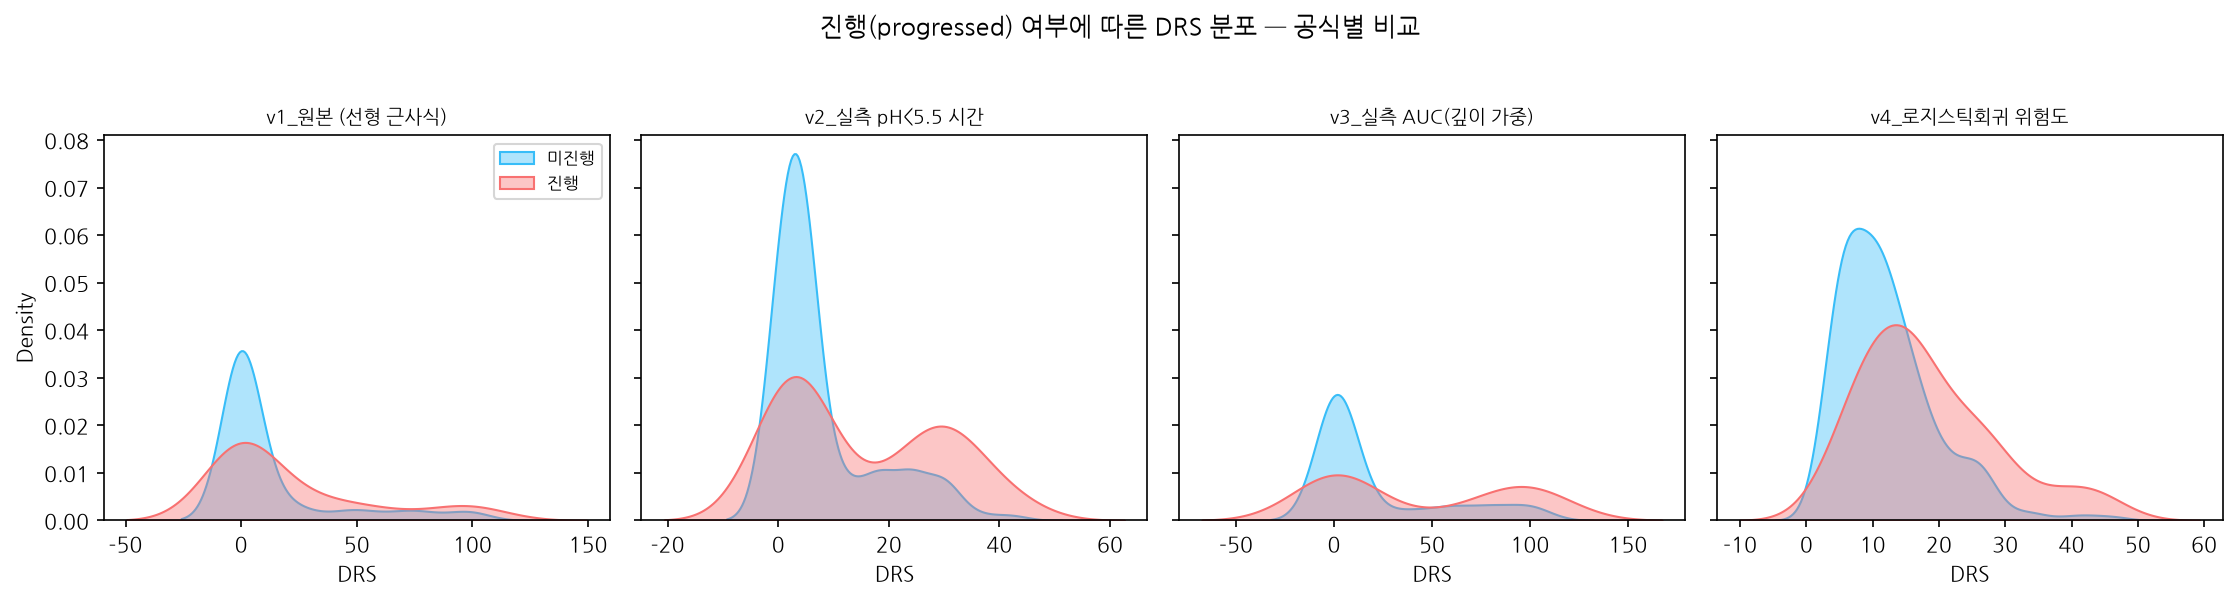 진행(progressed) 여부에 따른 DRS 분포 — 공식별 비교
v1_원본 (선형 근사식)
v2_실측 pH<5.5 시간
v3_실측 AUC(깊이 가중)
v4_로지스틱회귀 위험도
미진행
진행
Density
0.08
0.07
0.06
0.05
0.04
0.03
0.02
0.01
0.00
-50 0 50 100 150
-20 0 20 40 60
-50 0 50 100 150
-10 0 10 20 30 40 50 60
DRS
DRS
DRS
DRS